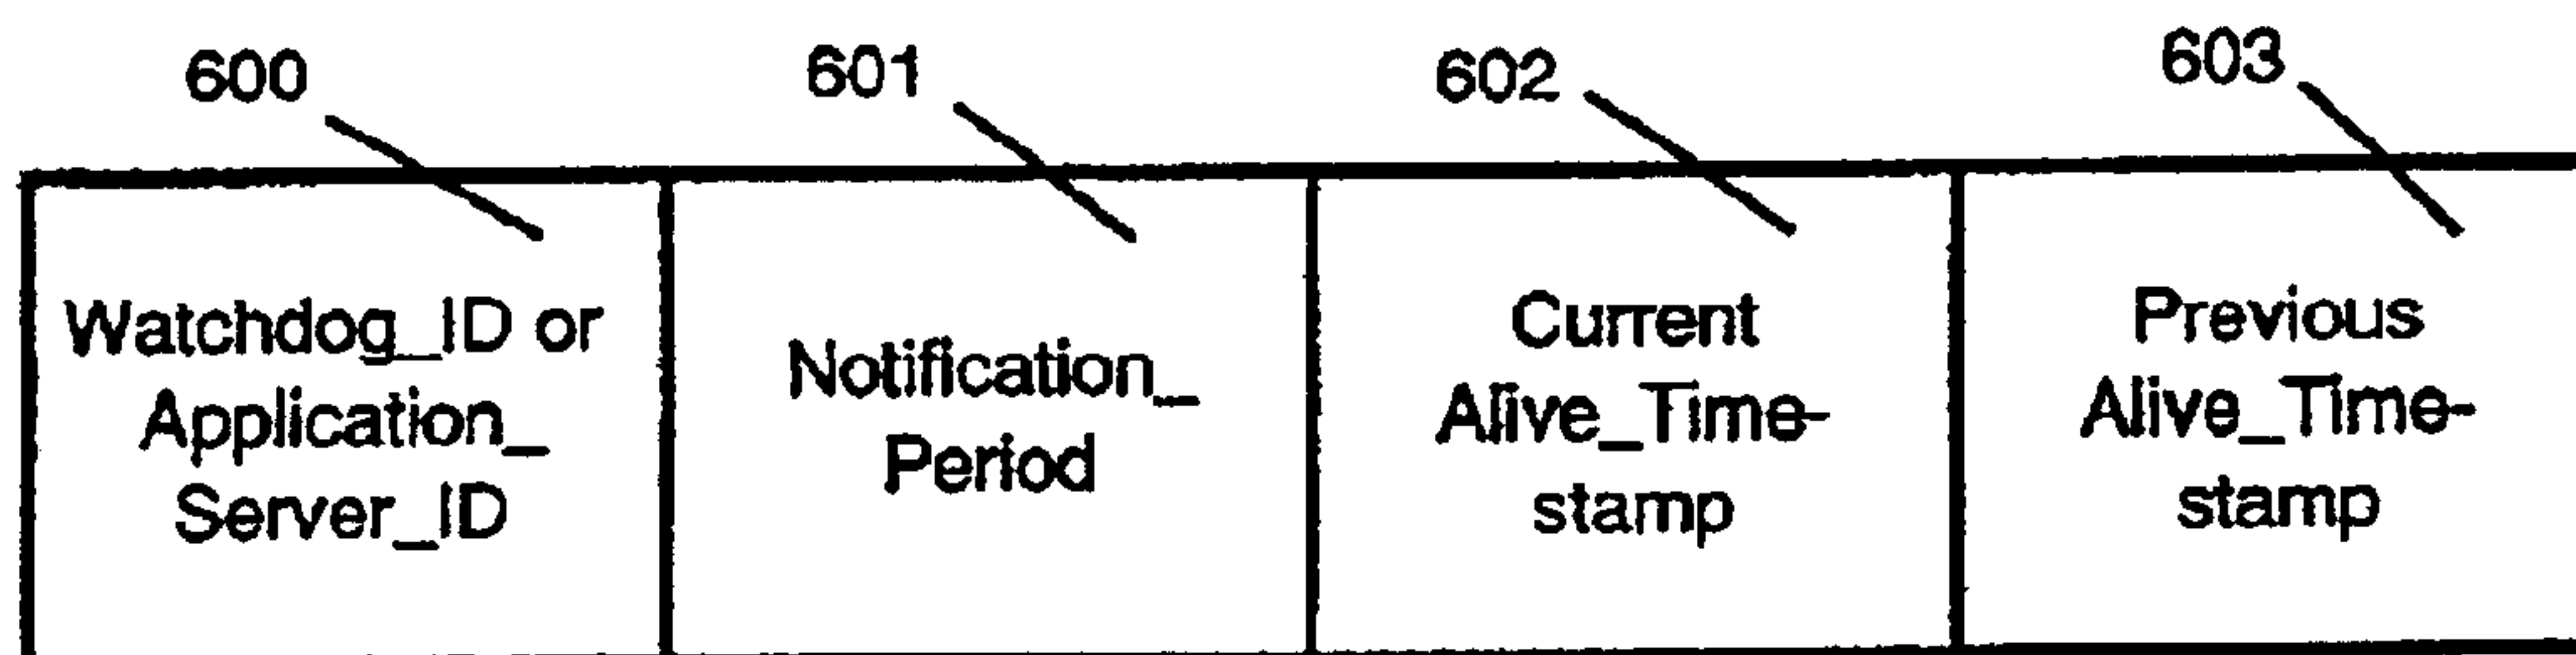 600
601
602
603
Watchdog_ID or
Application_
Server_ID
Notification_
Period
Current
Alive_Time-
stamp
Previous
Alive_Time-
stamp